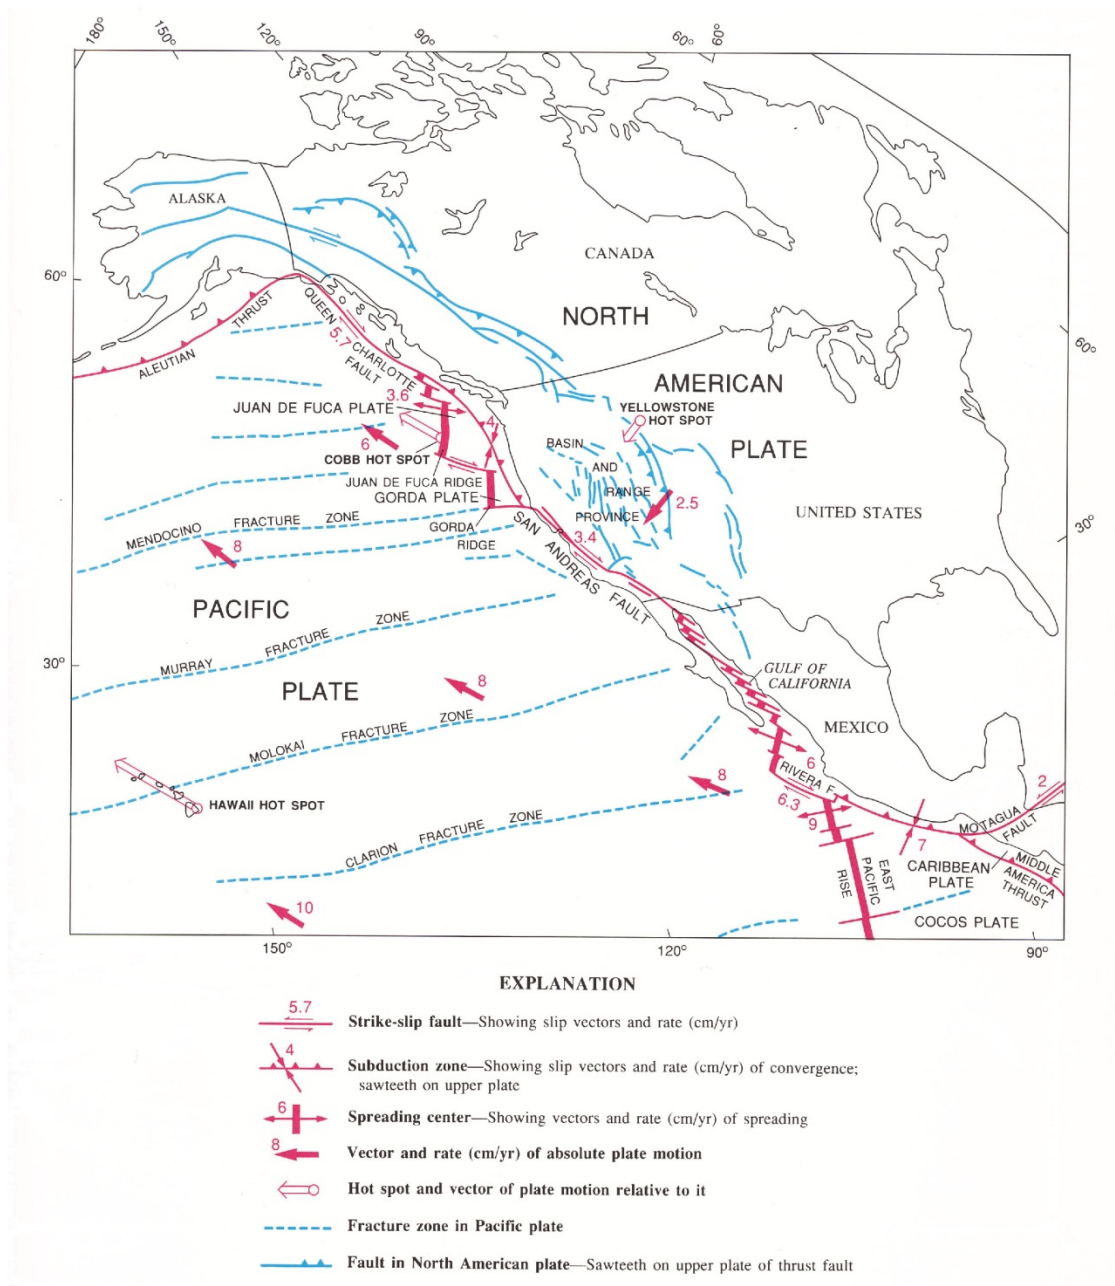 180°
150°
120°
90°
60°
60°
ALASKA
CANADA
60°
NORTH
QUEEN
CHARLOTTE
FAULT
5.7
ALEUTIAN
THRUST
60°
AMERICAN
3.6
JUAN DE FUCA PLATE
YELLOWSTONE
HOT SPOT
4
6
PLATE
COBB HOT SPOT
BASIN
AND
RANGE
PROVINCE
JUAN DE FUCA RIDGE
GORDA PLATE
2.5
UNITED STATES
30°
MENDOCINO
FRACTURE
ZONE
GORDA
RIDGE
SAN ANDREAS FAULT
3.4
8
PACIFIC
MURRAY
FRACTURE
ZONE
30°
GULF OF
CALIFORNIA
PLATE
8
MEXICO
MOLOKAI
FRACTURE
ZONE
6
8
RIVERA F.
6.3
HAWAII HOT SPOT
9
2
MOTAGUA
FAULT
7
CLARION
FRACTURE
ZONE
CARIBBEAN
PLATE
MIDDLE
AMERICA
THRUST
EAST
PACIFIC
RISE
10
COCOS PLATE
150°
120°
90°
EXPLANATION
5.7
Strike-slip fault—Showing slip vectors and rate (cm/yr)
4
Subduction zone—Showing slip vectors and rate (cm/yr) of convergence;
sawteeth on upper plate
6
Spreading center—Showing vectors and rate (cm/yr) of spreading
8
Vector and rate (cm/yr) of absolute plate motion
Hot spot and vector of plate motion relative to it
Fracture zone in Pacific plate
Fault in North American plate—Sawteeth on upper plate of thrust fault